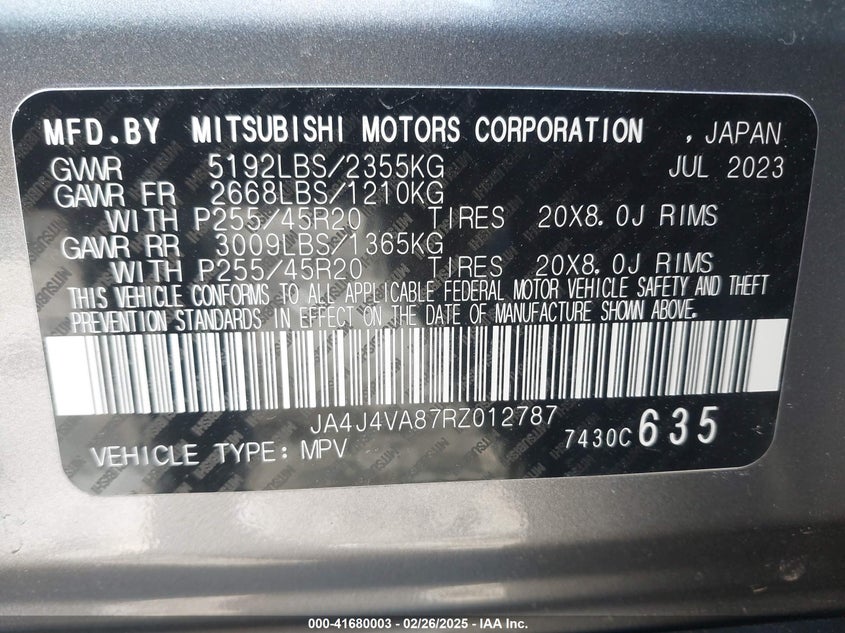 MFD.BY MITSUBISHI MOTORS CORPORATION , JAPAN
GVWR 5192LBS/2355KG JUL 2023
GAWR FR 2668LBS/1210KG
WITH P255/45R20 TIRES 20X8.0J RIMS
GAWR RR 3009LBS/1365KG
WITH P255/45R20 TIRES 20X8.0J RIMS
THIS VEHICLE CONFORMS TO ALL APPLICABLE FEDERAL MOTOR VEHICLE SAFETY AND THEFT
PREVENTION STANDARDS IN EFFECT ON THE DATE OF MANUFACTURE SHOWN ABOVE.
JA4J4VA87RZ012787
7430C635
VEHICLE TYPE: MPV
000-41680003 - 02/26/2025 - IAA Inc.